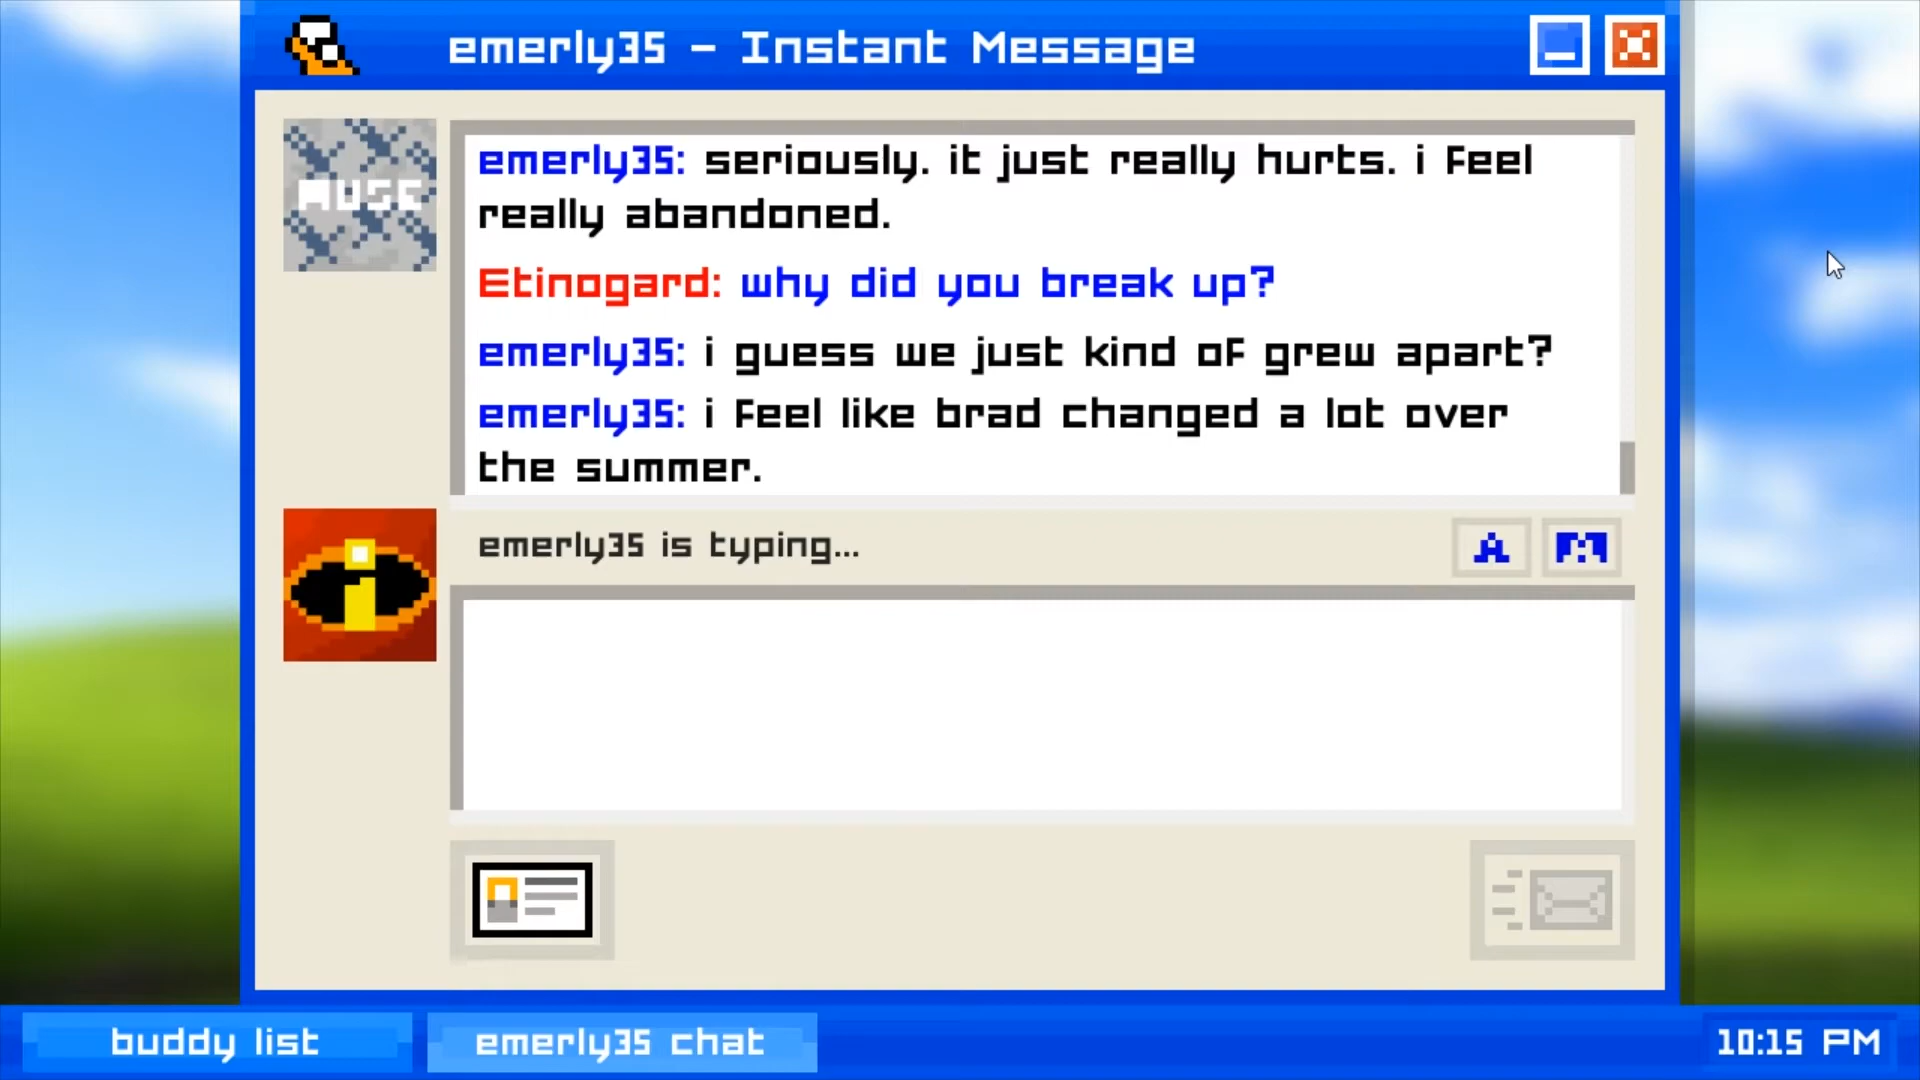 emerly35 - Instant Message
MUSE
emerly35: seriously. it just really hurts. i feel
really abandoned.
Etinogard: why did you break up?
emerly35: i guess we just kind of grew apart?
emerly35: i feel like brad changed a lot over
the summer.
emerly35 is typing...
A
i
buddy list
emerly35 chat
10:15 PM